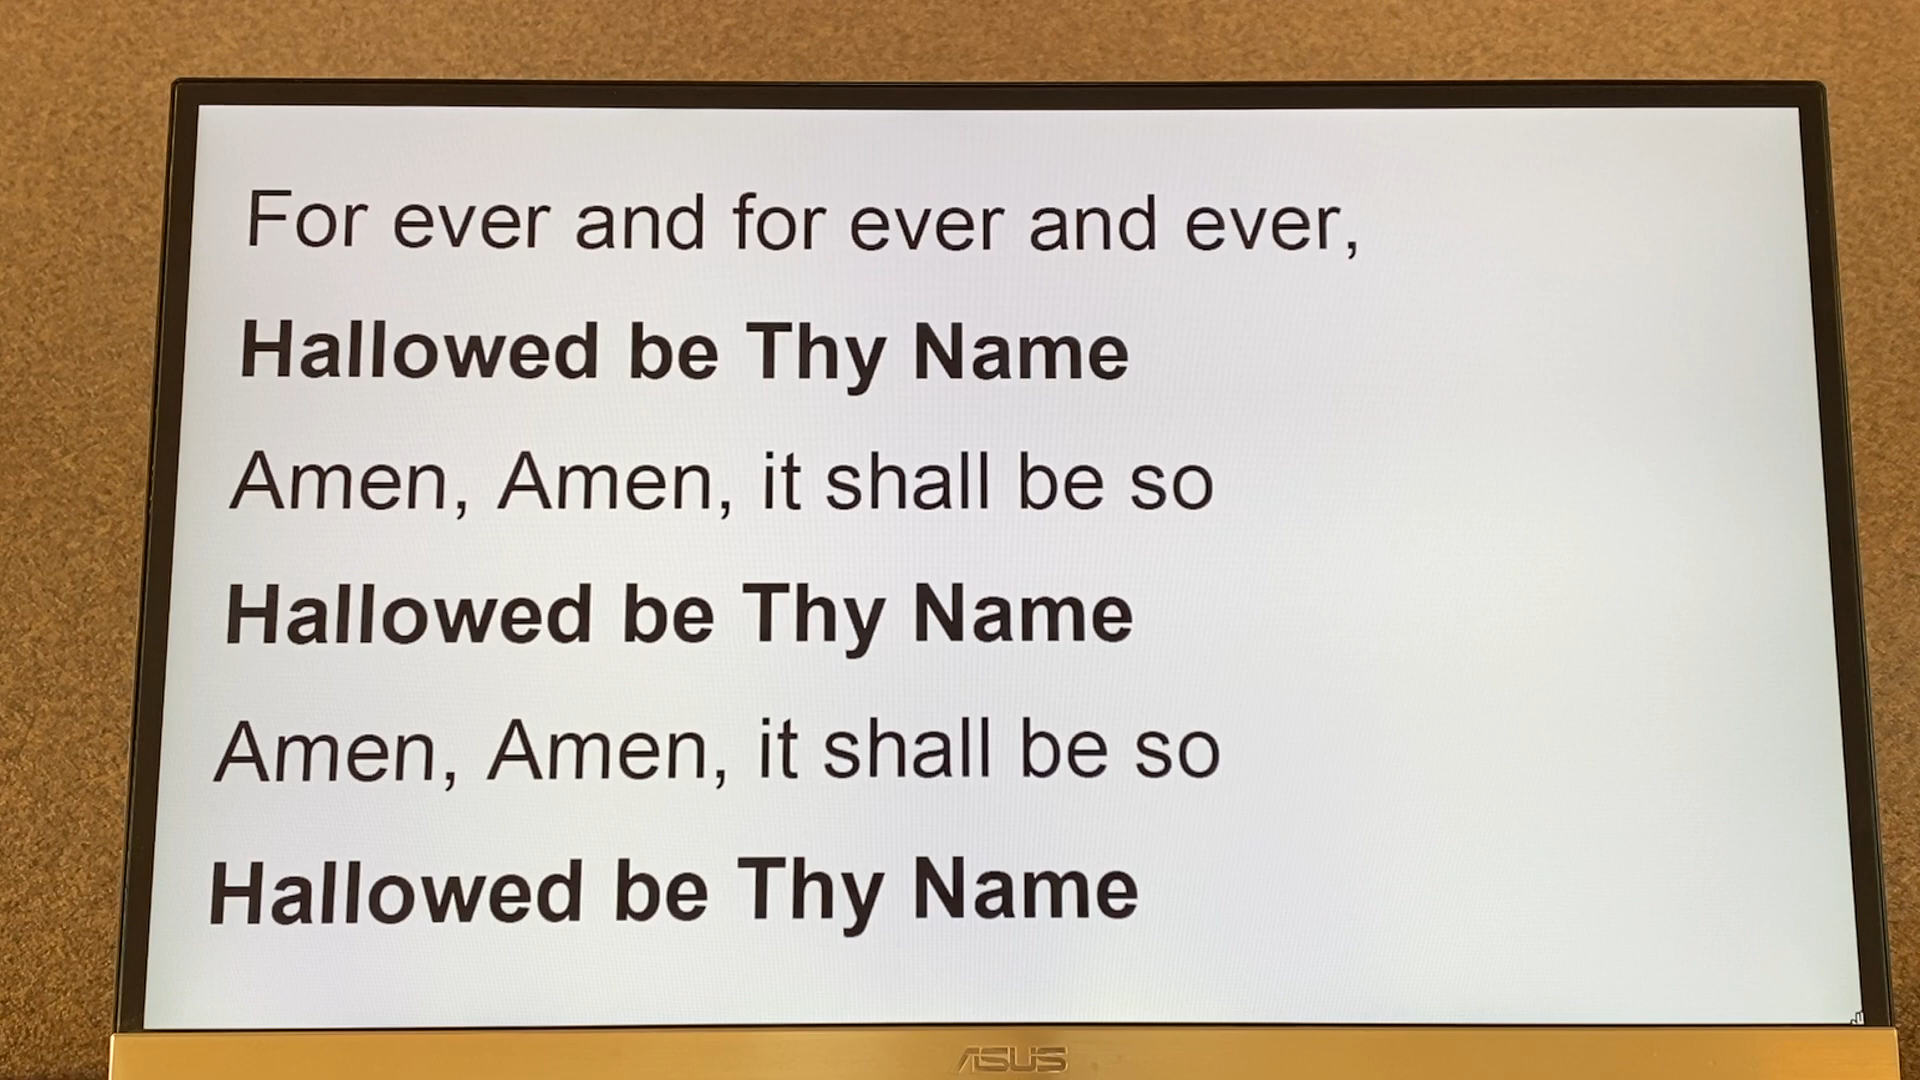 For ever and for ever and ever,
Hallowed be Thy Name
Amen, Amen, it shall be so
Hallowed be Thy Name
Amen, Amen, it shall be so
Hallowed be Thy Name
ASUS